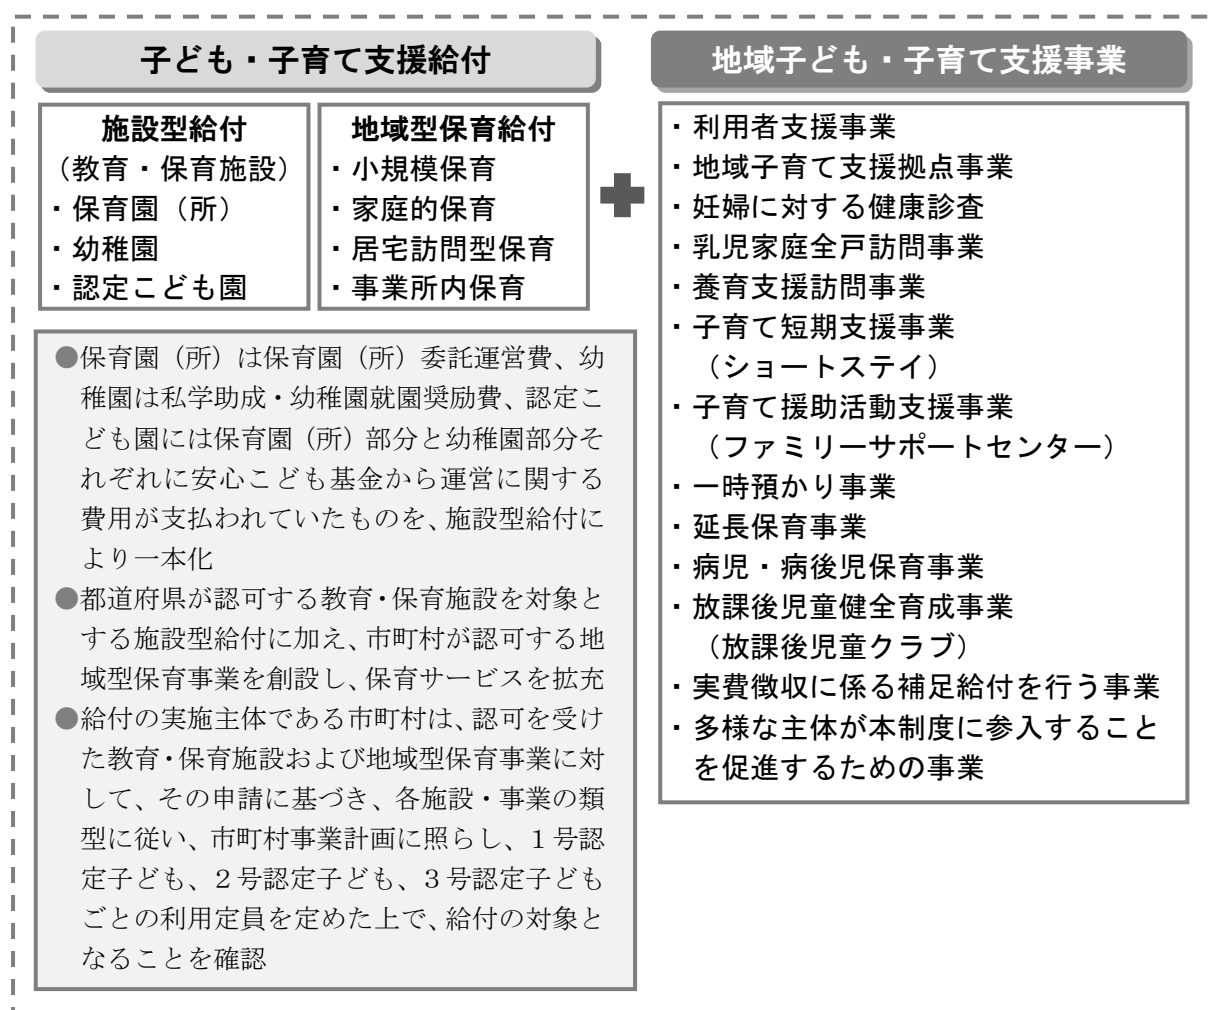 子ども・子育て支援給付
施設型給付
（教育・保育施設）
・保育園（所）
・幼稚園
・認定こども園
地域型保育給付
・小規模保育
・家庭的保育
・居宅訪問型保育
・事業所内保育
●保育園（所）は保育園（所）委託運営費、幼
稚園は私学助成・幼稚園就園奨励費、認定こ
ども園には保育園（所）部分と幼稚園部分そ
れぞれに安心こども基金から運営に関する
費用が支払われていたものを、施設型給付に
より一本化
●都道府県が認可する教育・保育施設を対象と
する施設型給付に加え、市町村が認可する地
域型保育事業を創設し、保育サービスを拡充
●給付の実施主体である市町村は、認可を受け
た教育・保育施設および地域型保育事業に対
して、その申請に基づき、各施設・事業の類
型に従い、市町村事業計画に照らし、１号認
定子ども、２号認定子ども、３号認定子ども
ごとの利用定員を定めた上で、給付の対象と
なることを確認
地域子ども・子育て支援事業
・利用者支援事業
・地域子育て支援拠点事業
・妊婦に対する健康診査
・乳児家庭全戸訪問事業
・養育支援訪問事業
・子育て短期支援事業
（ショートステイ）
・子育て援助活動支援事業
（ファミリーサポートセンター）
・一時預かり事業
・延長保育事業
・病児・病後児保育事業
・放課後児童健全育成事業
（放課後児童クラブ）
・実費徴収に係る補足給付を行う事業
・多様な主体が本制度に参入すること
を促進するための事業